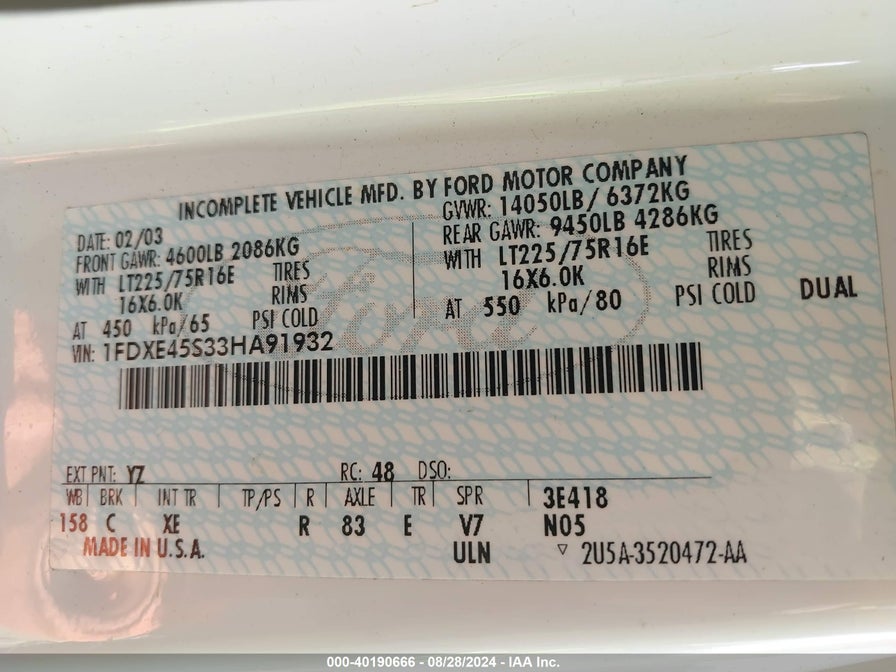 INCOMPLETE VEHICLE MFD. BY FORD MOTOR COMPANY
DATE: 02/03
FRONT GAWR: 4600LB 2086KG
WITH LT225/75R16E TIRES
16X6.0K RIMS
AT 450 kPa/65 PSI COLD
GVWR: 14050LB/ 6372KG
REAR GAWR: 9450LB 4286KG
WITH LT225/75R16E TIRES
16X6.0K RIMS
AT 550 kPa/80 PSI COLD DUAL
VIN: 1FDXE45S33HA91932
Ford
EXT PNT: YZ RC: 48 DSO:
WB BRK INT TR TP/PS R AXLE TR SPR 3E418
158 C XE R 83 E V7 N05
MADE IN U.S.A. ULN ▽ 2U5A-3520472-AA
000-40190666 - 08/28/2024 - IAA Inc.